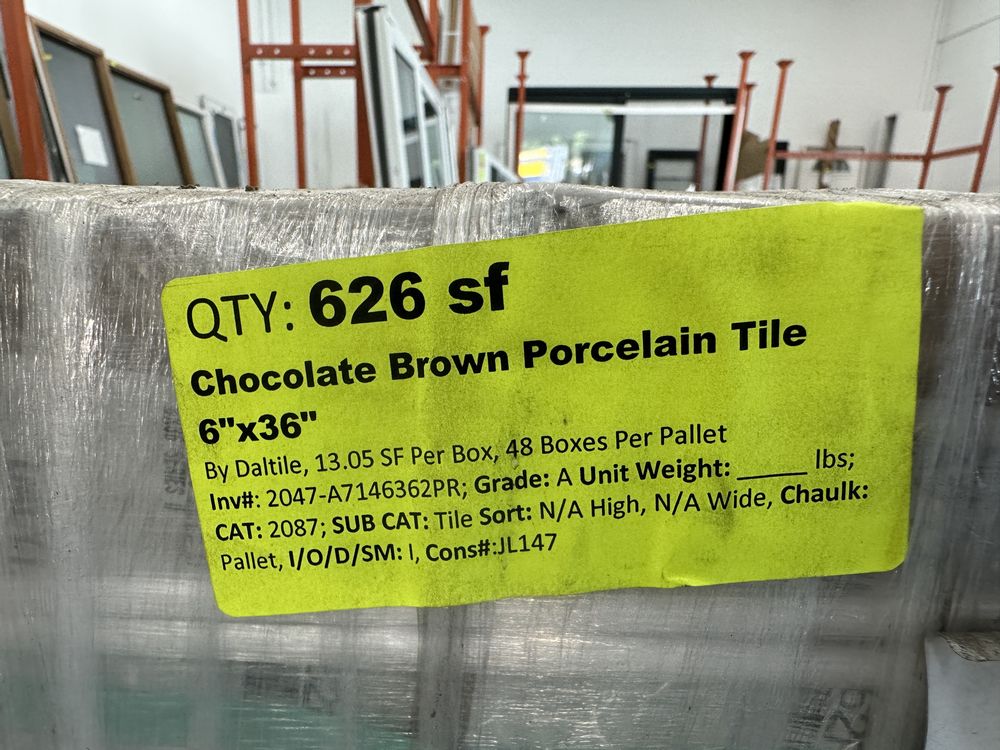 QTY: 626 sf
Chocolate Brown Porcelain Tile
6"x36"
By Daltile, 13.05 SF Per Box, 48 Boxes Per Pallet
Inv#: 2047-A7146362PR; Grade: A Unit Weight: _____ lbs;
CAT: 2087; SUB CAT: Tile Sort: N/A High, N/A Wide, Chaulk:
Pallet, I/O/D/SM: I, Cons#:JL147